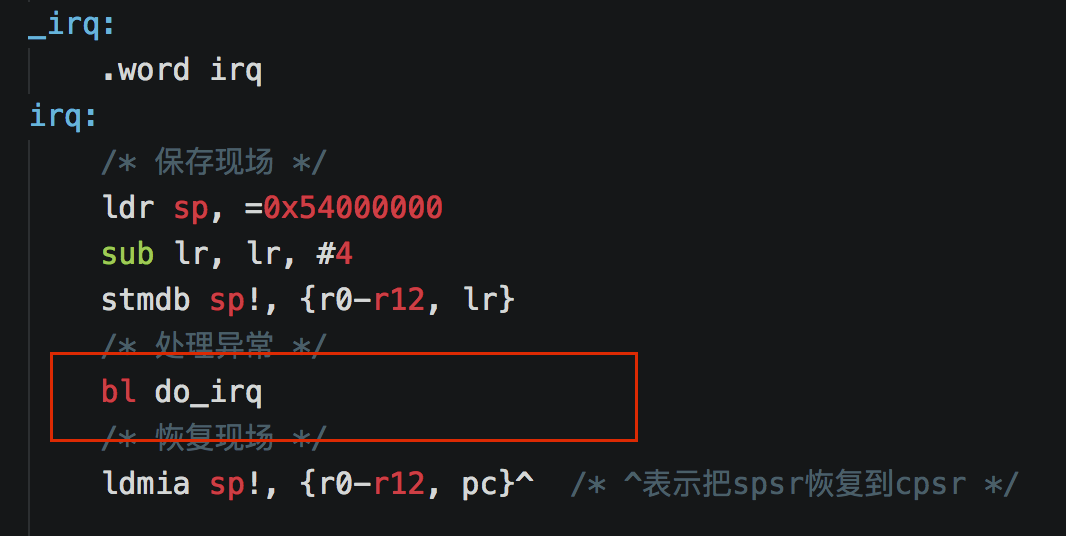 _irq:
.word irq
irq:
/* 保存现场 */
ldr sp, =0x54000000
sub lr, lr, #4
stmdb sp!, {r0-r12, lr}
/* 处理异常 */
bl do_irq
/* 恢复现场 */
ldmia sp!, {r0-r12, pc}^ /* ^表示把spsr恢复到cpsr */